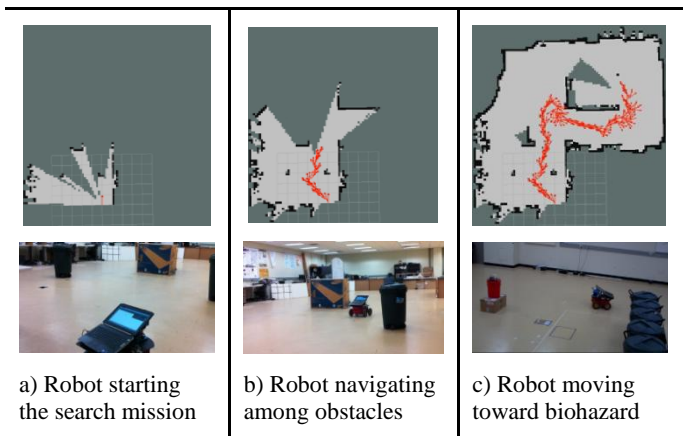 a) Robot starting
the search mission
b) Robot navigating
among obstacles
c) Robot moving
toward biohazard